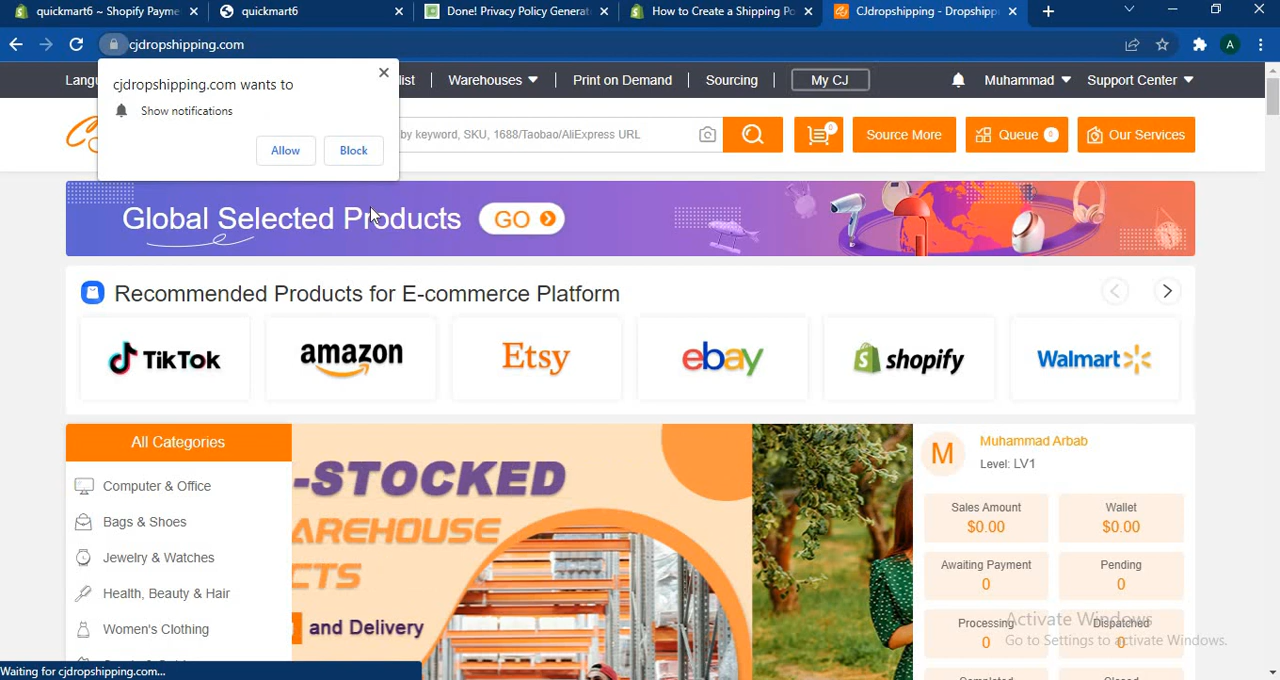 quickmart6 ~ Shopify Payme
quickmart6
Done! Privacy Policy Generat
How to Create a Shipping Po
CJdropshipping - Dropshippi
cjdropshipping.com
A
Langu
list
Warehouses
Print on Demand
Sourcing
My CJ
Muhammad
Support Center
cjdropshipping.com wants to
Show notifications
Allow
Block
by keyword, SKU, 1688/Taobao/AliExpress URL
0
Source More
Queue 0
Our Services
Global Selected Products
GO
Recommended Products for E-commerce Platform
TikTok
amazon
Etsy
ebay
shopify
Walmart
All Categories
Computer & Office
Bags & Shoes
Jewelry & Watches
Health, Beauty & Hair
Women's Clothing
-STOCKED
AREHOUSE
CTS
and Delivery
M
Muhammad Arbab
Level: LV1
Sales Amount
$0.00
Wallet
$0.00
Awaiting Payment
0
Pending
0
Processing
0
Dispatched
0
Activate Windows
Go to Settings to activate Windows.
Waiting for cjdropshipping.com...